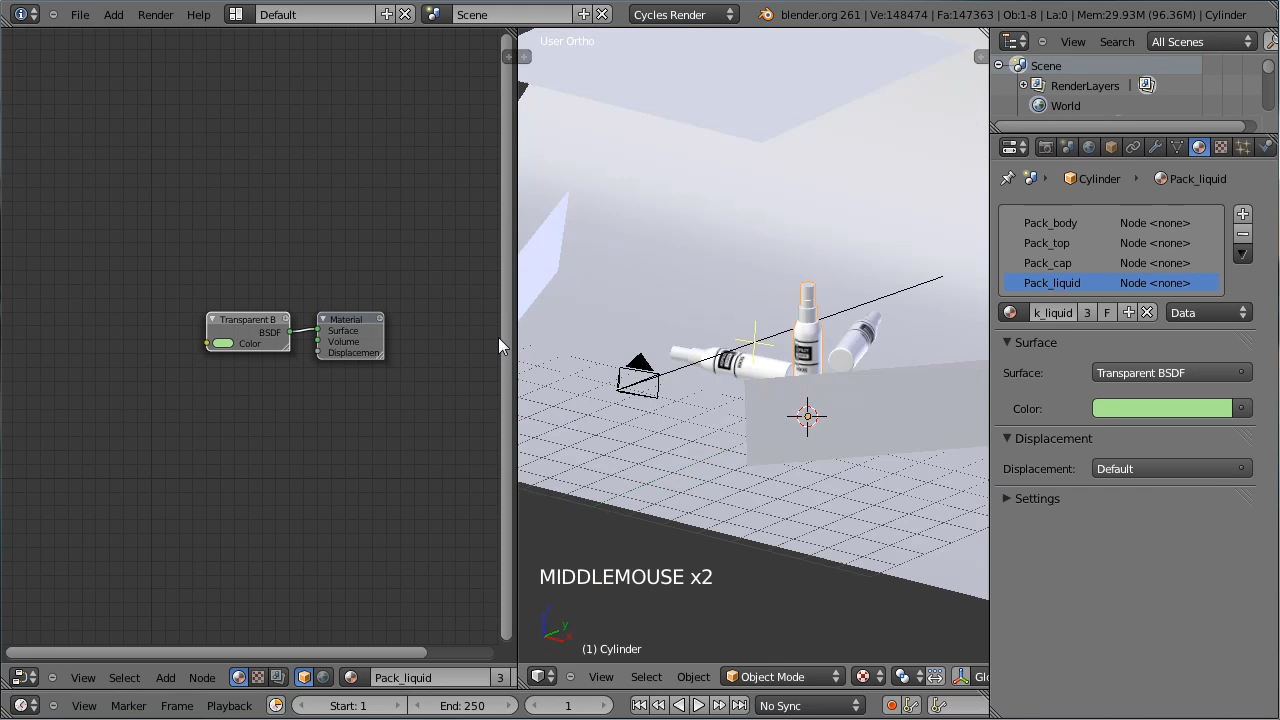 File Add Render Help Default Scene Cycles Render blender.org 261 | Ve:148474 | Fa:147363 | Ob:1-8 | La:0 | Mem:29.93M (96.36M) | Cylinder
User Ortho
View Search All Scenes
Scene
RenderLayers |
World
Cylinder Pack_liquid
Pack_body Node <none>
Pack_top Node <none>
Pack_cap Node <none>
Pack_liquid Node <none>
k_liquid 3 F Data
Surface
Surface: Transparent BSDF
Color:
Displacement
Displacement: Default
Settings
Transparent B
BSDF
Color
Material
Surface
Volume
Displacemen
MIDDLEMOUSE x2
z
y
x
(1) Cylinder
View Select Add Node Pack_liquid 3
View Select Object Object Mode Glo
View Marker Frame Playback Start: 1 End: 250 1 No Sync